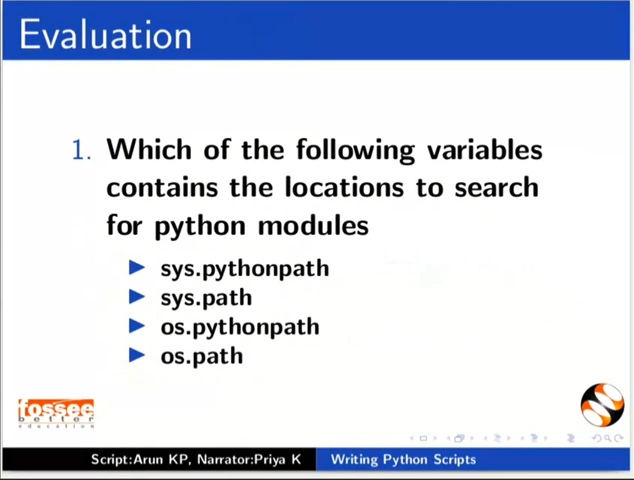 Evaluation
1. Which of the following variables
contains the locations to search
for python modules
sys.pythonpath
sys.path
os.pythonpath
os.path
fossee
better
education
Script:Arun KP, Narrator:Priya K Writing Python Scripts